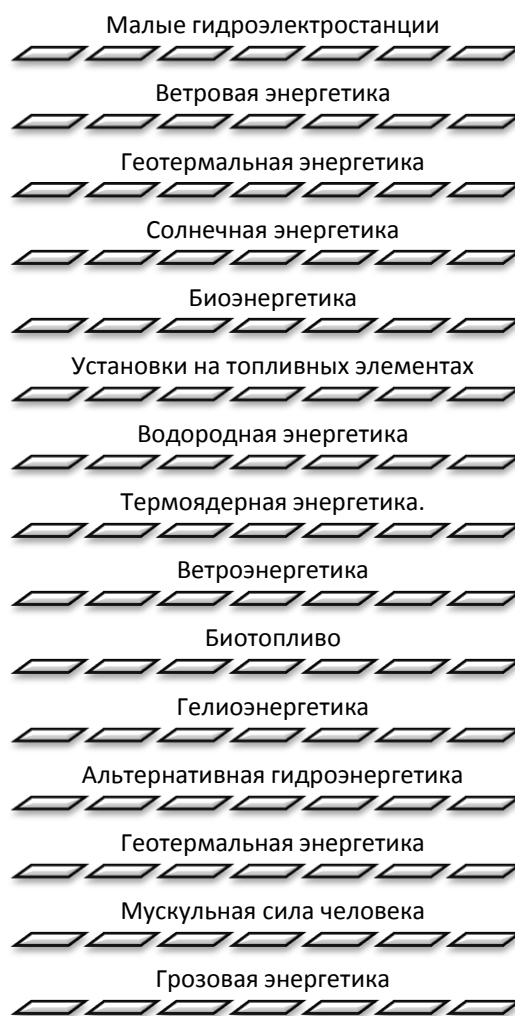 Малые гидроэлектростанции
Ветровая энергетика
Геотермальная энергетика
Солнечная энергетика
Биоэнергетика
Установки на топливных элементах
Водородная энергетика
Термоядерная энергетика.
Ветроэнергетика
Биотопливо
Гелиоэнергетика
Альтернативная гидроэнергетика
Геотермальная энергетика
Мускульная сила человека
Грозовая энергетика